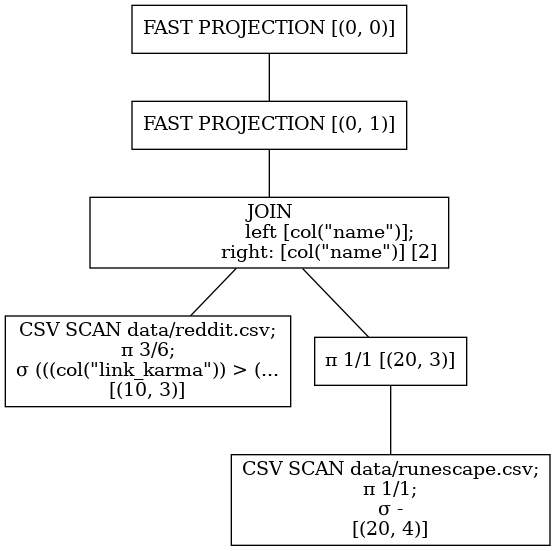 FAST PROJECTION [(0, 0)]
FAST PROJECTION [(0, 1)]
JOIN
left [col("name")];
right: [col("name")] [2]
CSV SCAN data/reddit.csv;
π 3/6;
σ (((col("link_karma")) > (...
[(10, 3)]
π 1/1 [(20, 3)]
CSV SCAN data/runescape.csv;
π 1/1;
σ -
[(20, 4)]